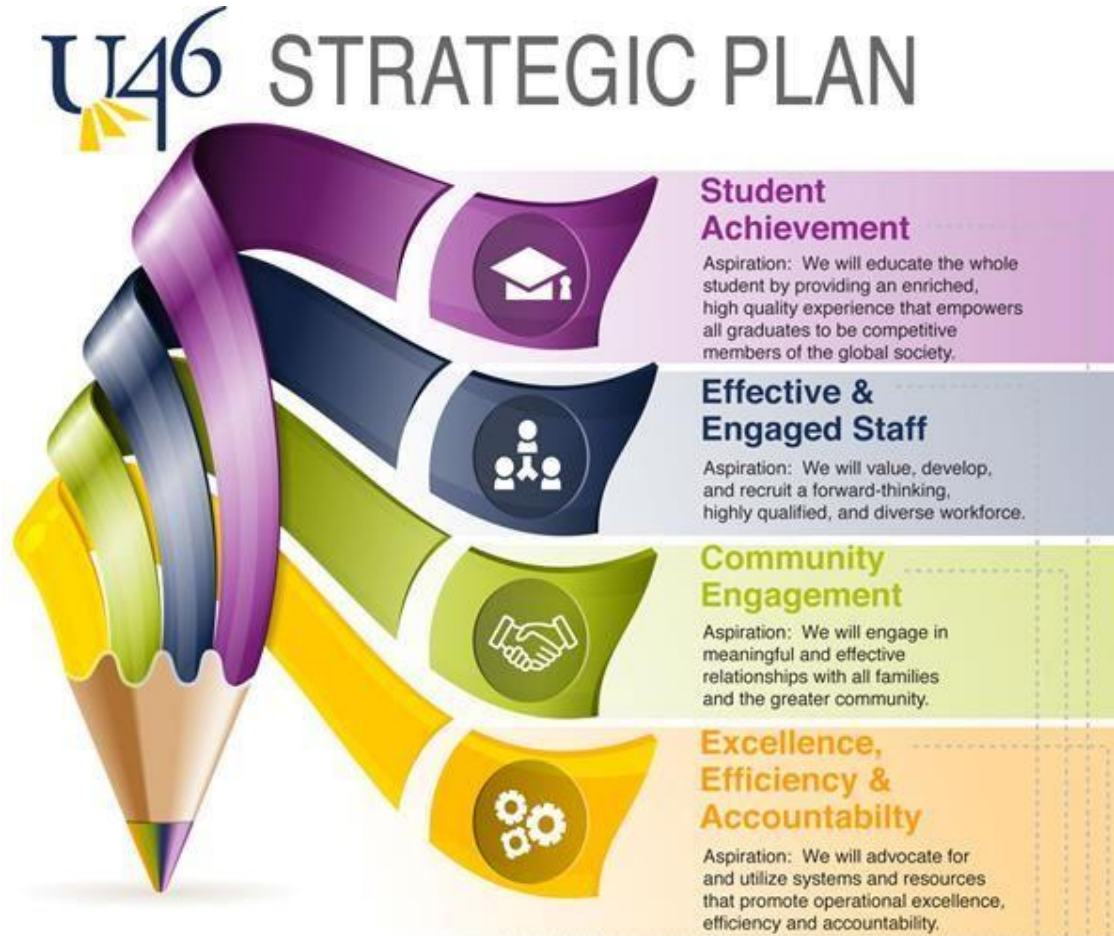 U46 STRATEGIC PLAN
Student
Achievement
Aspiration: We will educate the whole
student by providing an enriched,
high quality experience that empowers
all graduates to be competitive
members of the global society.
Effective &
Engaged Staff
Aspiration: We will value, develop,
and recruit a forward-thinking,
highly qualified, and diverse workforce.
Community
Engagement
Aspiration: We will engage in
meaningful and effective
relationships with all families
and the greater community.
Excellence,
Efficiency &
Accountabilty
Aspiration: We will advocate for
and utilize systems and resources
that promote operational excellence,
efficiency and accountability.